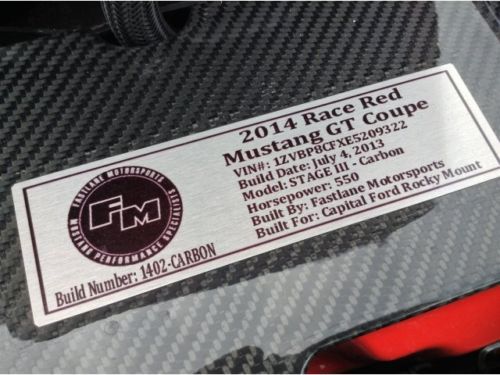 2014 Race Red
Mustang GT Coupe
VIN#: 1ZVBP8CFXE5209322
Build Date: July 4, 2013
Model: STAGE III - Carbon
Horsepower: 550
Built By: Fastlane Motorsports
Built For: Capital Ford Rocky Mount
FASTLANE MOTORSPORTS
FM
MUSTANG PERFORMANCE SPECIALISTS
Build Number: 1402-CARBON